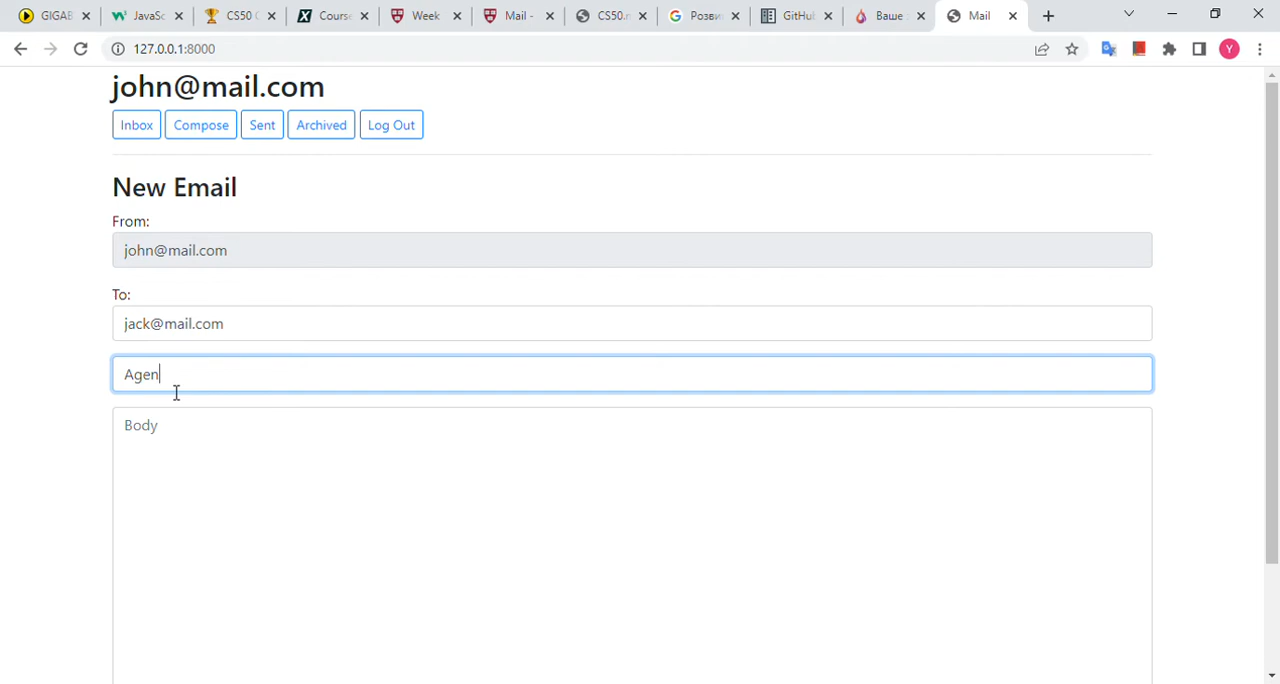 GIGAB JavaSc CS50 C Course Week Mail - CS50.n Розви GitHub Ваше Mail
127.0.0.1:8000 Y
john@mail.com
Inbox Compose Sent Archived Log Out
New Email
From:
john@mail.com
To:
jack@mail.com
Agen
Body